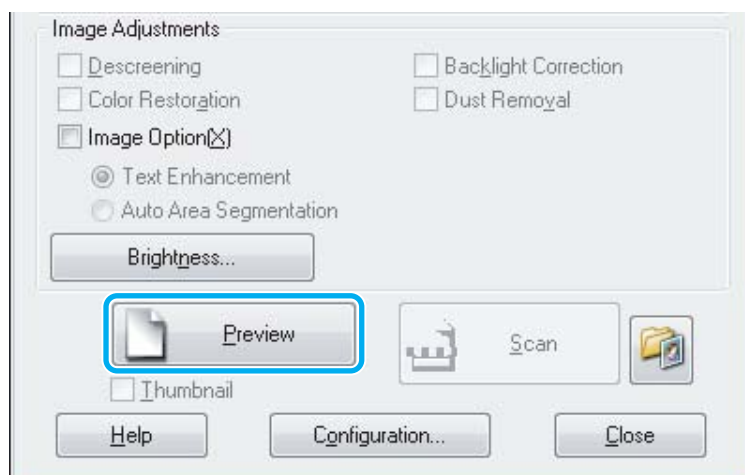 Image Adjustments
Descreening Backlight Correction
Color Restoration Dust Removal
Image Option(X)
Text Enhancement
Auto Area Segmentation
Brightness...
Preview Scan
Thumbnail
Help Configuration... Close